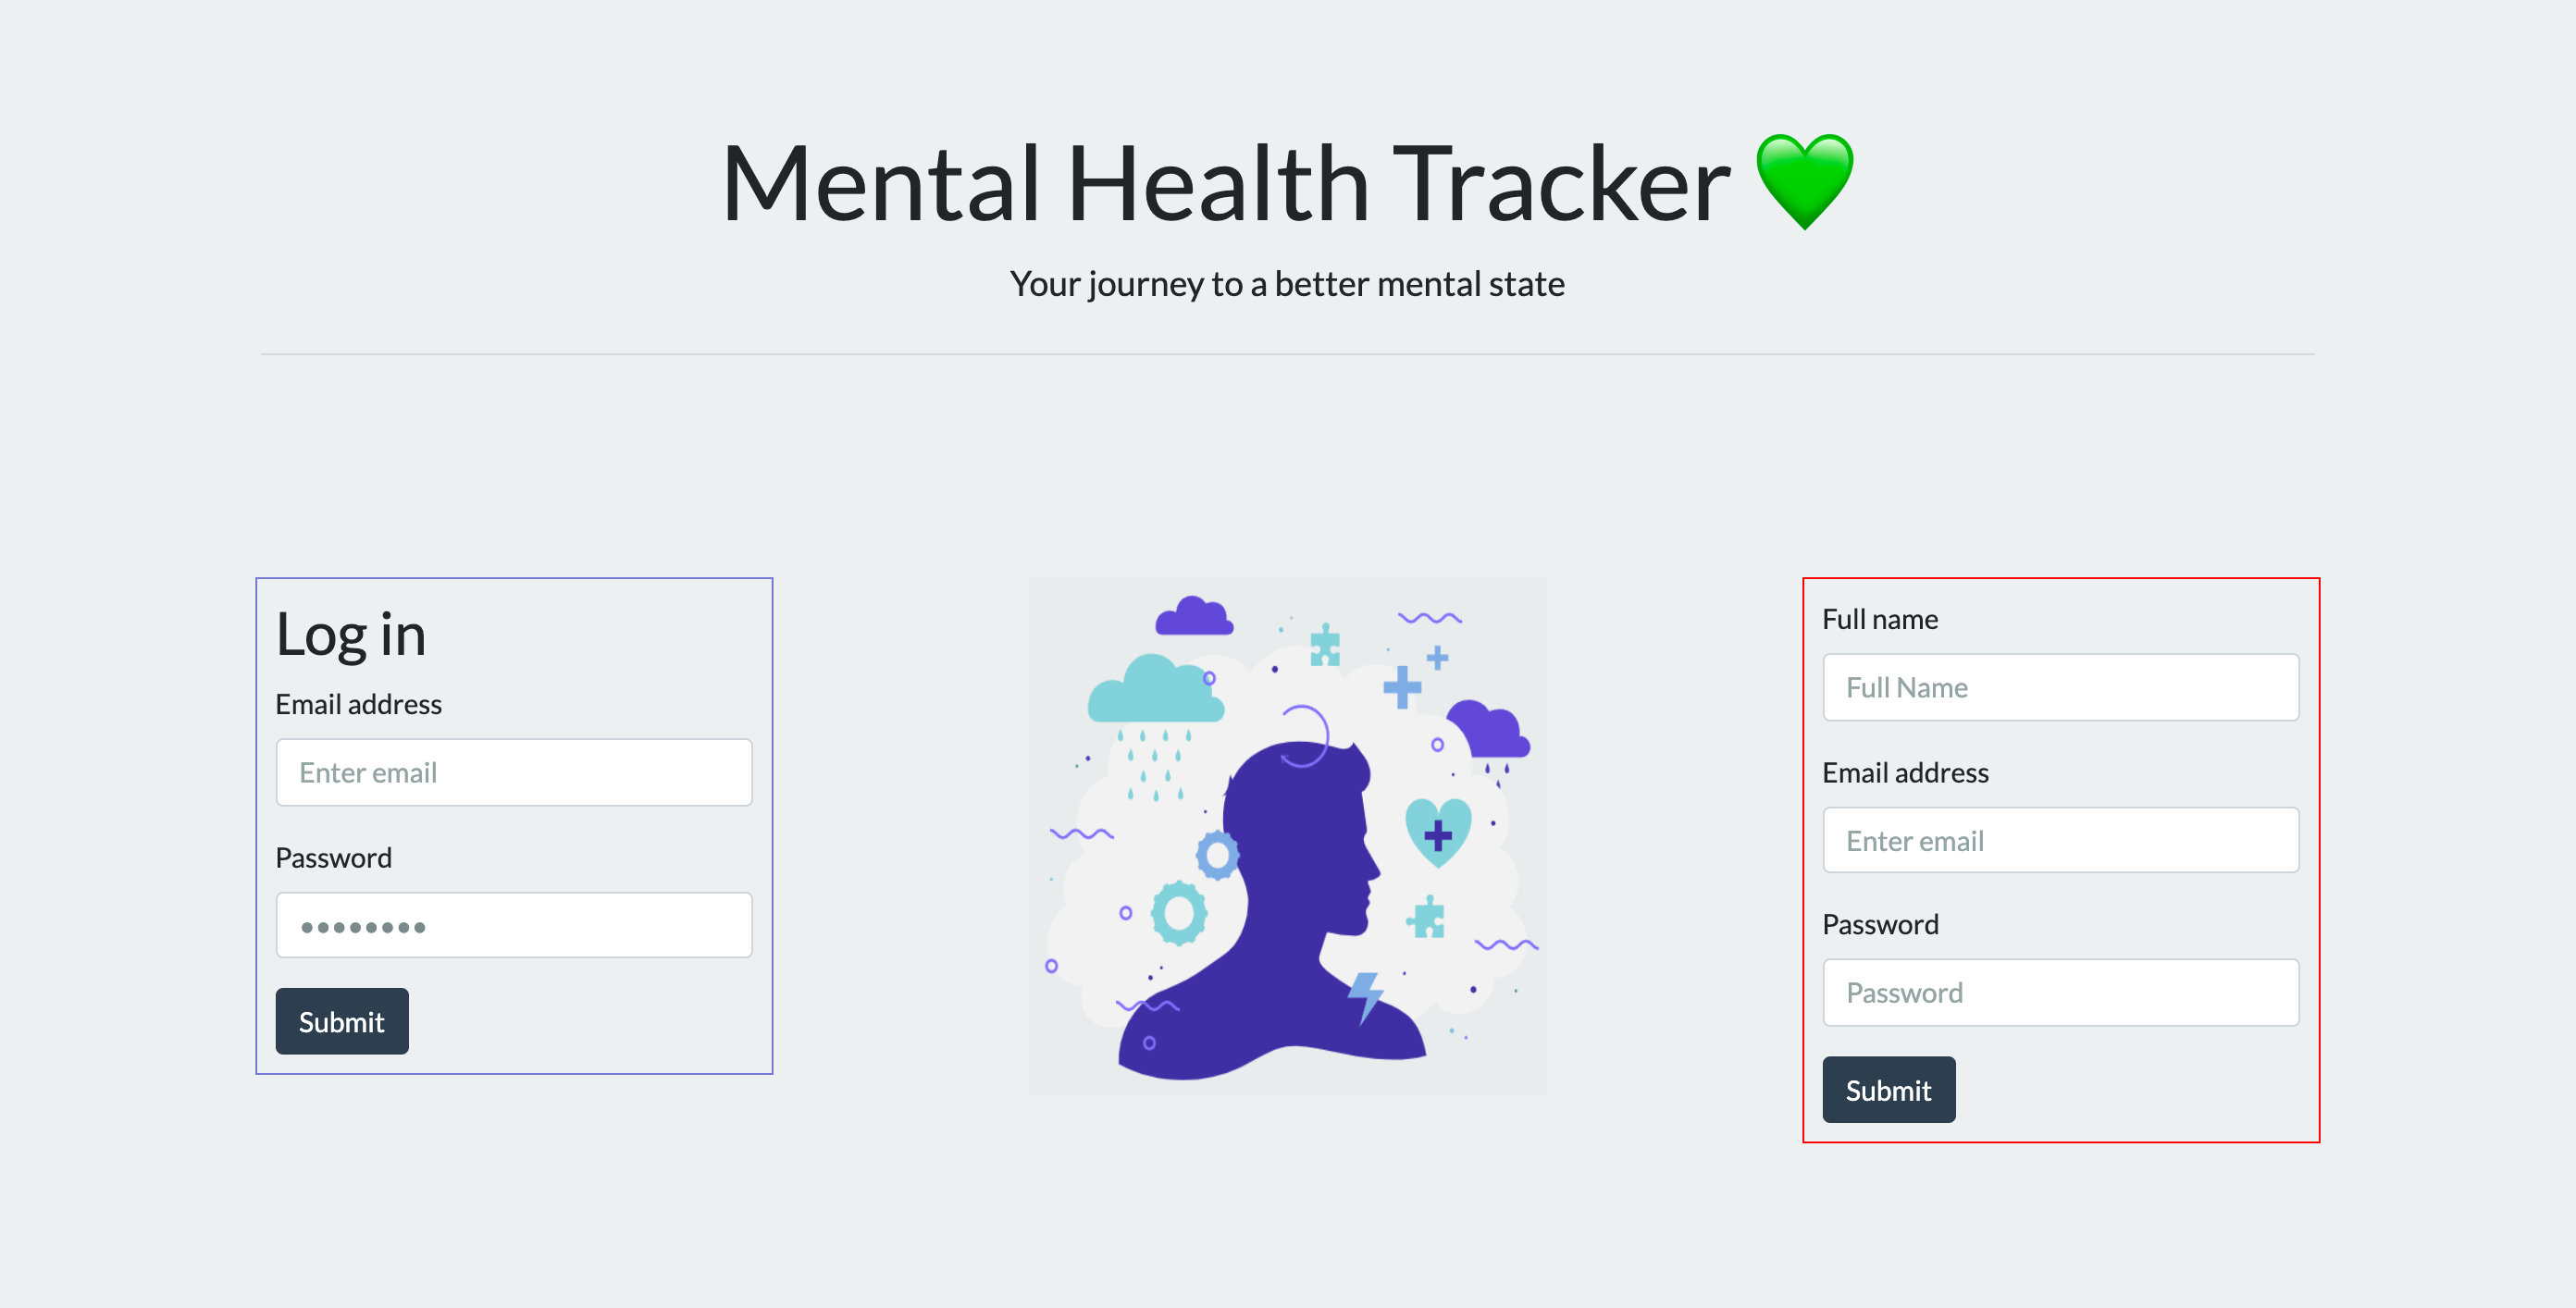 Mental Health Tracker 💚
Your journey to a better mental state
Log in
Email address
Enter email
Password
••••••••
Submit
Full name
Full Name
Email address
Enter email
Password
Password
Submit